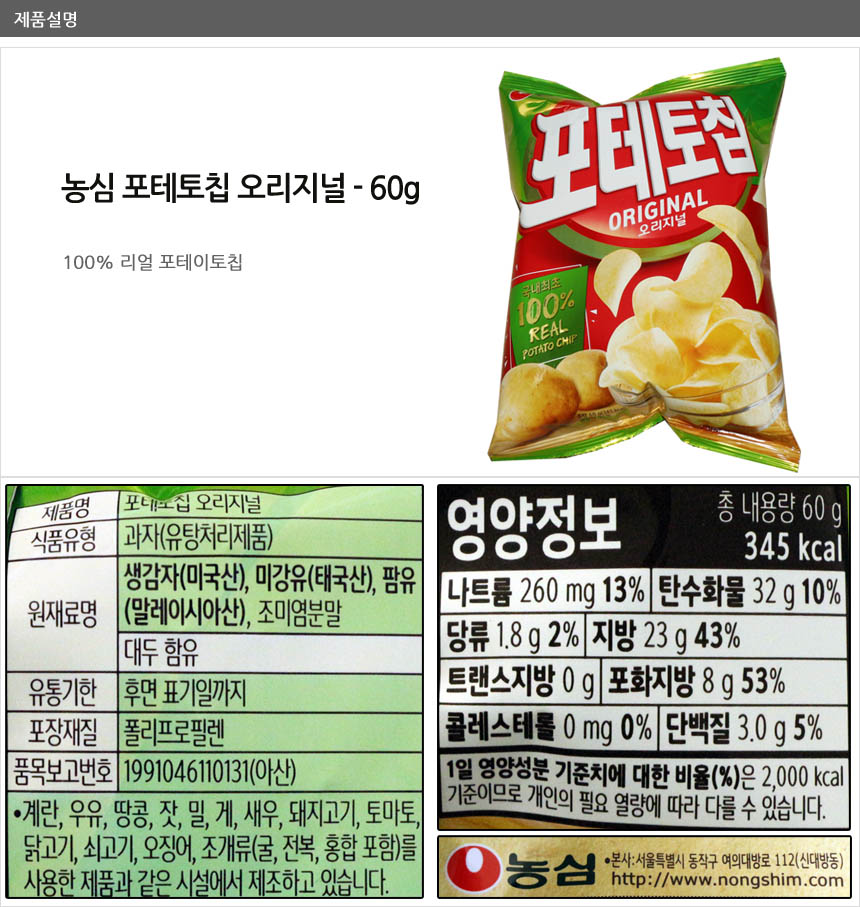 제품설명
농심 포테토칩 오리지널 - 60g
100% 리얼 포테이토칩
포테토칩
ORIGINAL
오리지널
국내최초
100%
REAL
POTATO CHIP
제품명 포테토칩 오리지널
식품유형 과자(유탕처리제품)
원재료명 생감자(미국산), 미강유(태국산), 팜유
(말레이시아산), 조미염분말
대두 함유
유통기한 후면 표기일까지
포장재질 폴리프로필렌
품목보고번호 1991046110131(아산)
•계란, 우유, 땅콩, 잣, 밀, 게, 새우, 돼지고기, 토마토,
닭고기, 쇠고기, 오징어, 조개류(굴, 전복, 홍합 포함)를
사용한 제품과 같은 시설에서 제조하고 있습니다.
영양정보 총 내용량 60 g
345 kcal
나트륨 260 mg 13% 탄수화물 32 g 10%
당류 1.8 g 2% 지방 23 g 43%
트랜스지방 0 g 포화지방 8 g 53%
콜레스테롤 0 mg 0% 단백질 3.0 g 5%
1일 영양성분 기준치에 대한 비율(%)은 2,000 kcal
기준이므로 개인의 필요 열량에 따라 다를 수 있습니다.
농심 •본사:서울특별시 동작구 여의대방로 112(신대방동)
http://www.nongshim.com